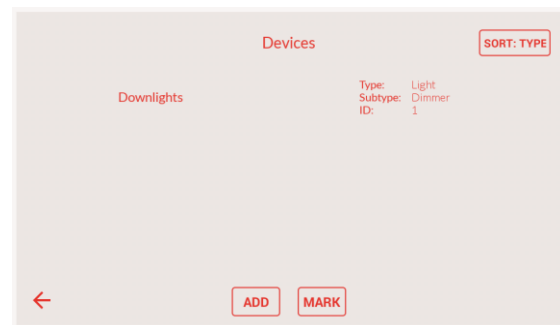 Devices
SORT: TYPE
Downlights
Type: Light
Subtype: Dimmer
ID: 1
ADD
MARK